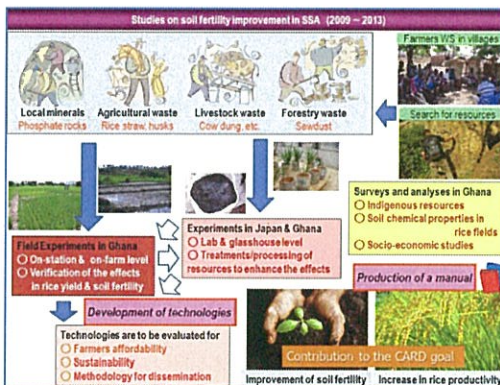 Studies on soil fertility improvement in SSA (2009 ~ 2013)
Farmers WS in villages
Local minerals
Phosphate rocks
Agricultural waste
Rice straw, husks
Livestock waste
Cow dung, etc.
Forestry waste
Sawdust
Search for resources
Surveys and analyses in Ghana
○ Indigenous resources
○ Soil chemical properties in
rice fields
○ Socio-economic studies
Experiments in Japan & Ghana
○ Lab & glasshouse level
○ Treatments/processing of
resources to enhance the effects
Field Experiments in Ghana
○ On-station & on-farm level
○ Verification of the effects
in rice yield & soil fertility
Production of a manual
Development of technologies
Technologies are to be evaluated for
○ Farmers affordability
○ Sustainability
○ Methodology for dissemination
Contribution to the CARD goal
Improvement of soil fertility
Increase in rice productivity